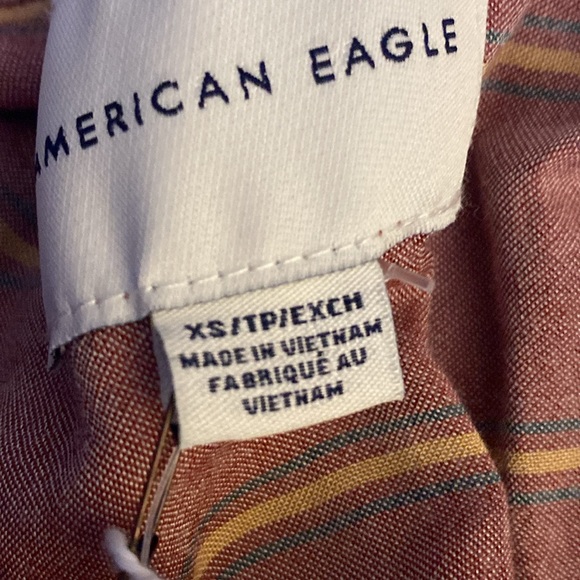 AMERICAN EAGLE
XS/TP/EXCH
MADE IN VIETNAM
FABRIQUÉ AU
VIETNAM